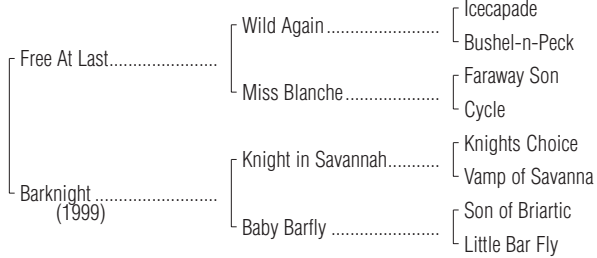 Icecapade
Wild Again
Bushel-n-Peck
Free At Last
Faraway Son
Miss Blanche
Cycle
Knights Choice
Knight in Savannah
Vamp of Savanna
Barknight
(1999)
Son of Briartic
Baby Barfly
Little Bar Fly